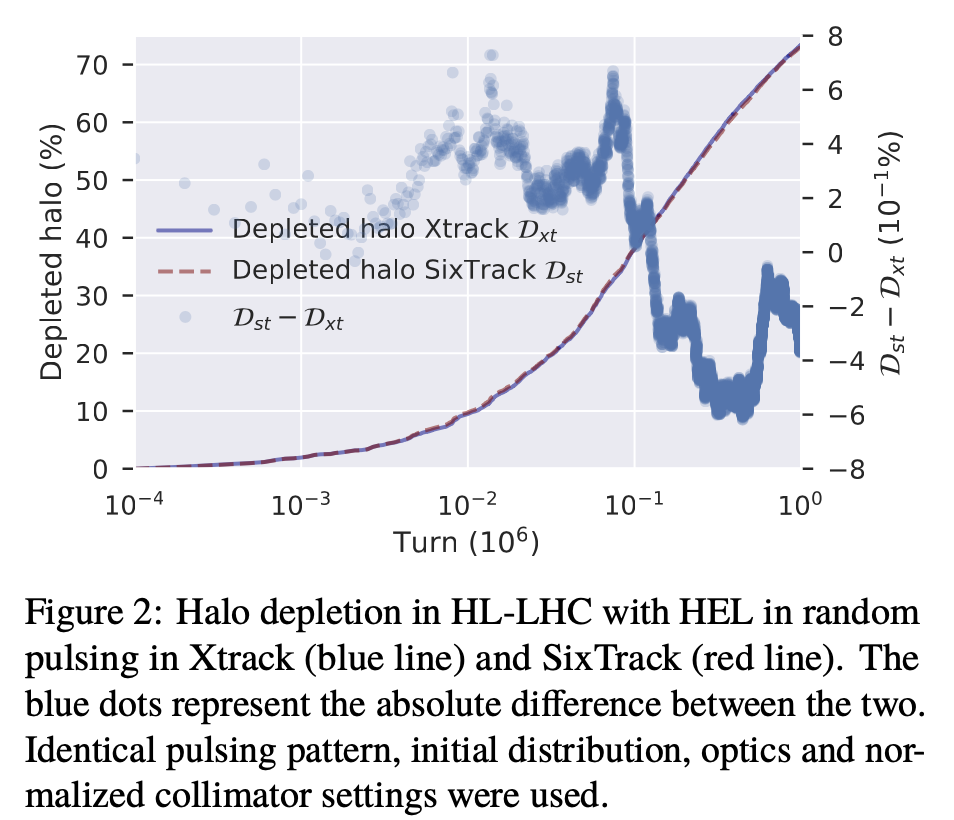 8
70
6
60
4
50
2
40
0
30
−2
20
−4
10
−6
0
−8
Depleted halo (%)
𝒟st − 𝒟xt (10⁻¹%)
Depleted halo Xtrack 𝒟xt
Depleted halo SixTrack 𝒟st
𝒟st − 𝒟xt
10⁻⁴ 10⁻³ 10⁻² 10⁻¹ 10⁰
Turn (10⁶)
Figure 2: Halo depletion in HL-LHC with HEL in random
pulsing in Xtrack (blue line) and SixTrack (red line). The
blue dots represent the absolute difference between the two.
Identical pulsing pattern, initial distribution, optics and nor-
malized collimator settings were used.